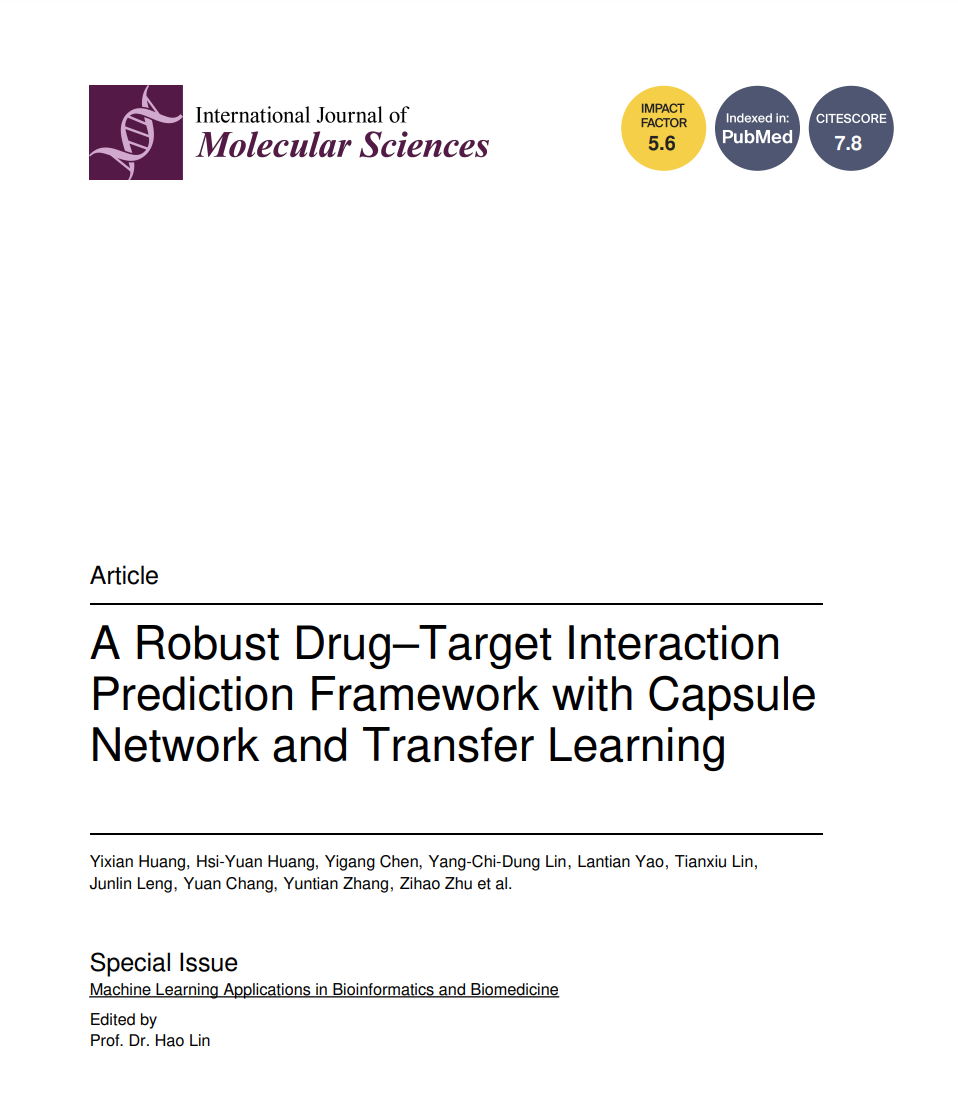 International Journal of
Molecular Sciences
IMPACT
FACTOR
5.6
Indexed in:
PubMed
CITESCORE
7.8
Article
A Robust Drug–Target Interaction
Prediction Framework with Capsule
Network and Transfer Learning
Yixian Huang, Hsi-Yuan Huang, Yigang Chen, Yang-Chi-Dung Lin, Lantian Yao, Tianxiu Lin,
Junlin Leng, Yuan Chang, Yuntian Zhang, Zihao Zhu et al.
Special Issue
Machine Learning Applications in Bioinformatics and Biomedicine
Edited by
Prof. Dr. Hao Lin